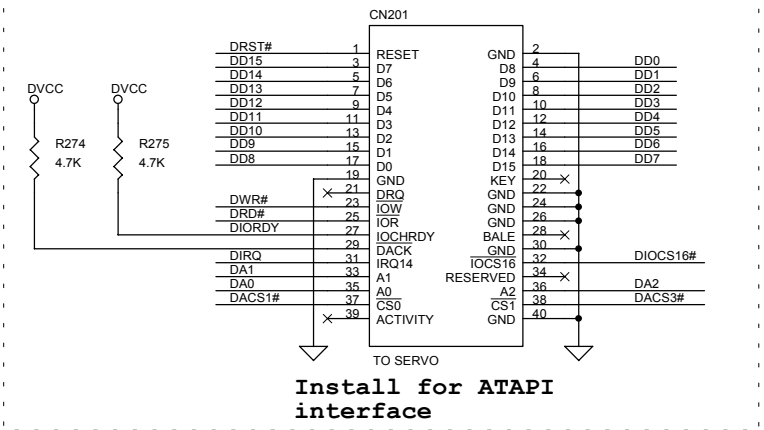 CN201
DRST# 1 RESET GND 2
DD15 3 D7 D8 4 DD0
DD14 5 D6 D9 6 DD1
DD13 7 D5 D10 8 DD2
DD12 9 D4 D11 10 DD3
DD11 11 D3 D12 12 DD4
DD10 13 D2 D13 14 DD5
DD9 15 D1 D14 16 DD6
DD8 17 D0 D15 18 DD7
19 GND KEY 20
21 DRQ GND 22
DWR# 23 IOW GND 24
DRD# 25 IOR GND 26
DIORDY 27 IOCHRDY BALE 28
29 DACK GND 30
DIRQ 31 IRQ14 IOCS16 32 DIOCS16#
DA1 33 A1 RESERVED 34
DA0 35 A0 A2 36 DA2
DACS1# 37 CS0 CS1 38 DACS3#
39 ACTIVITY GND 40
DVCC
R274
4.7K
DVCC
R275
4.7K
TO SERVO
Install for ATAPI
interface